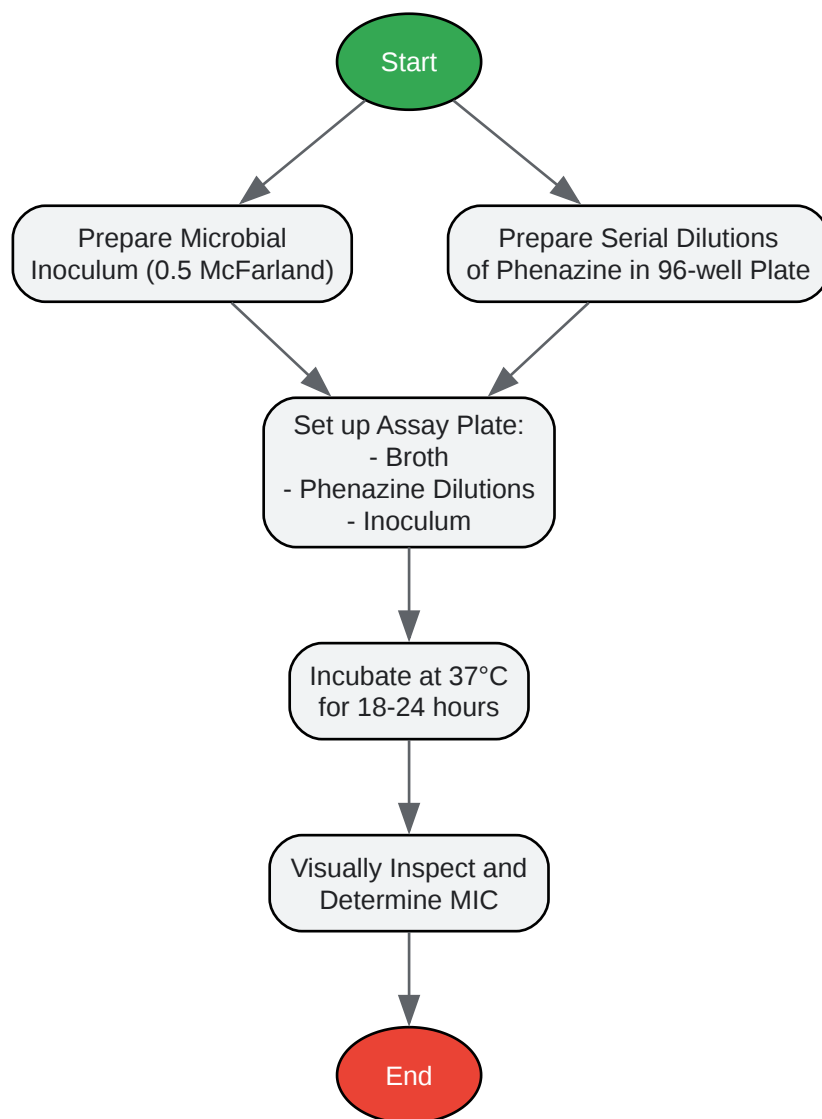 Start
Prepare Microbial
Inoculum (0.5 McFarland)
Prepare Serial Dilutions
of Phenazine in 96-well Plate
Set up Assay Plate:
- Broth
- Phenazine Dilutions
- Inoculum
Incubate at 37°C
for 18-24 hours
Visually Inspect and
Determine MIC
End